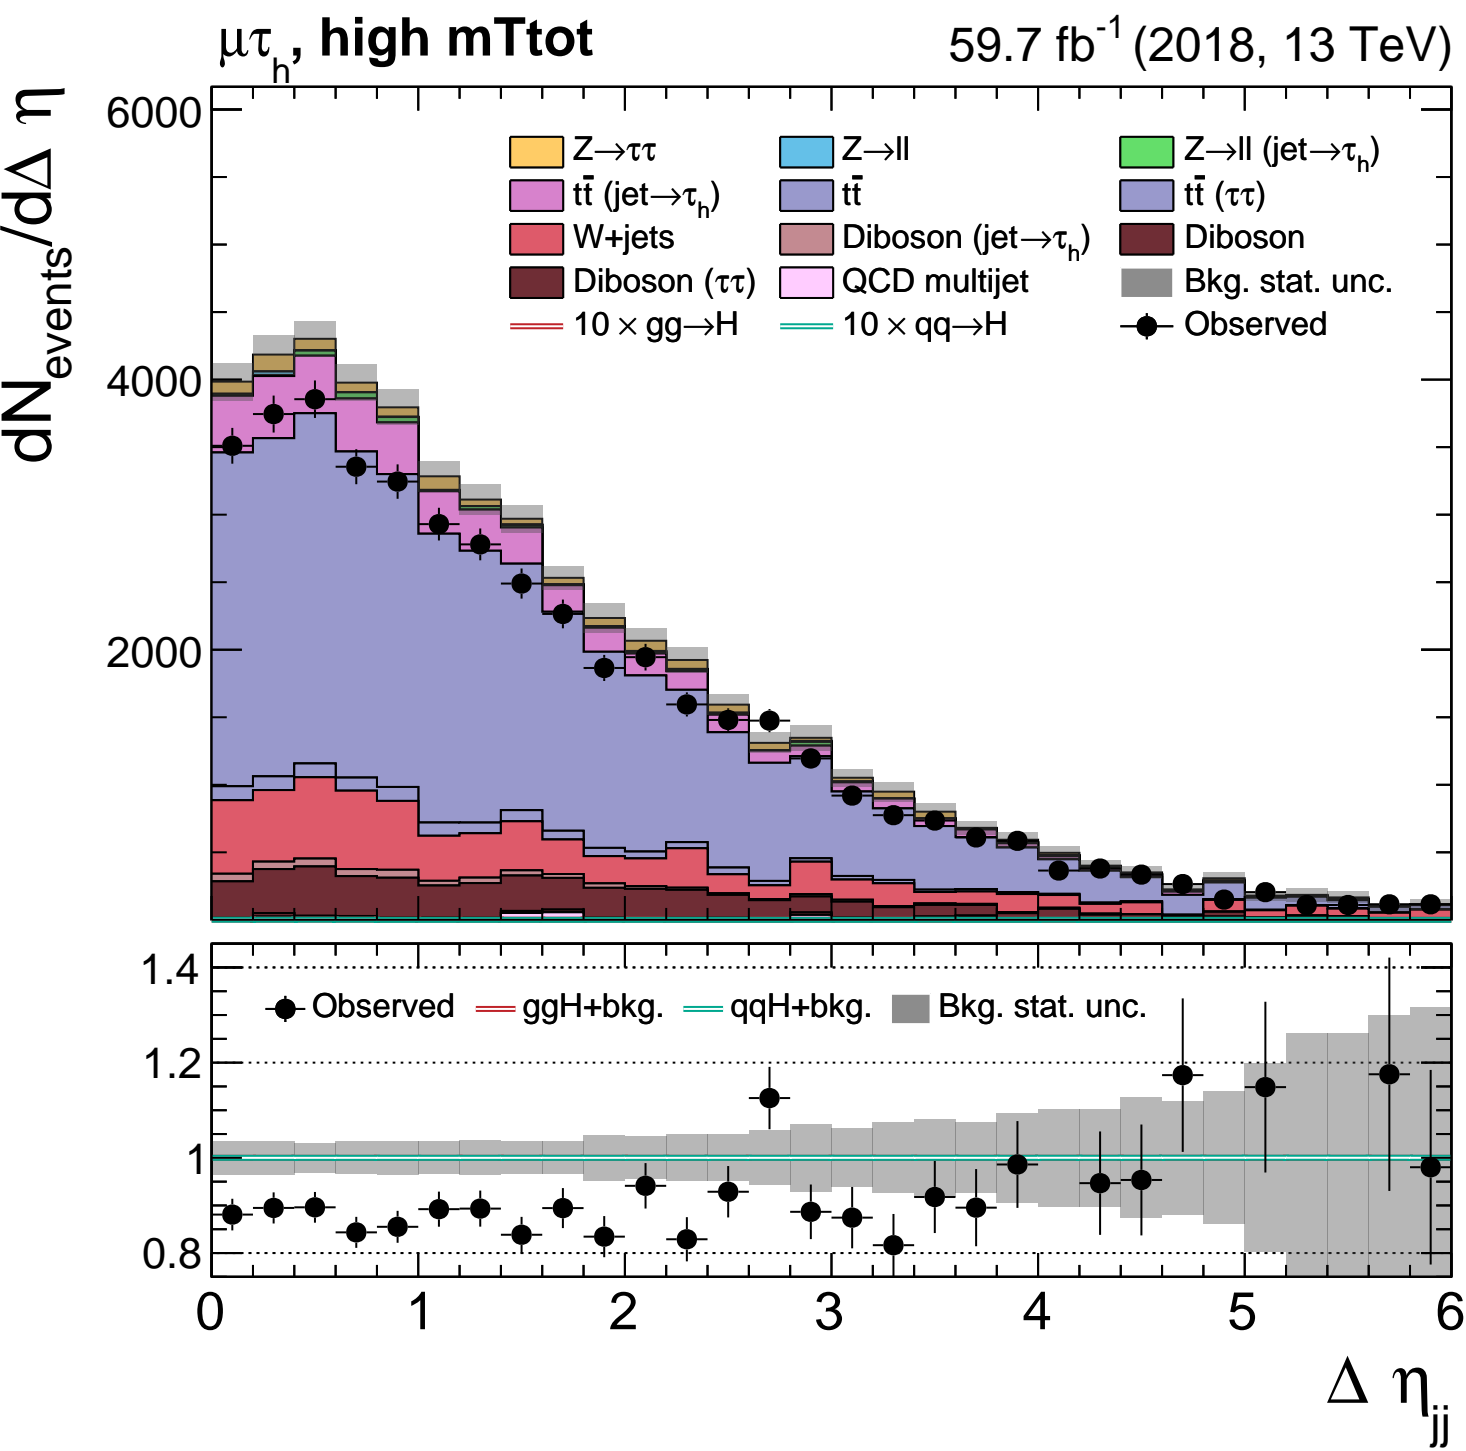 μτh, high mTtot
59.7 fb-1 (2018, 13 TeV)
dNevents/dΔ η
6000
4000
2000
Z→ττ
Z→ll
Z→ll (jet→τh)
tt̄ (jet→τh)
tt̄
tt̄ (ττ)
W+jets
Diboson (jet→τh)
Diboson
Diboson (ττ)
QCD multijet
Bkg. stat. unc.
10 × gg→H
10 × qq→H
Observed
1.4
1.2
1
0.8
Observed
ggH+bkg.
qqH+bkg.
Bkg. stat. unc.
0 1 2 3 4 5 6
Δ ηjj